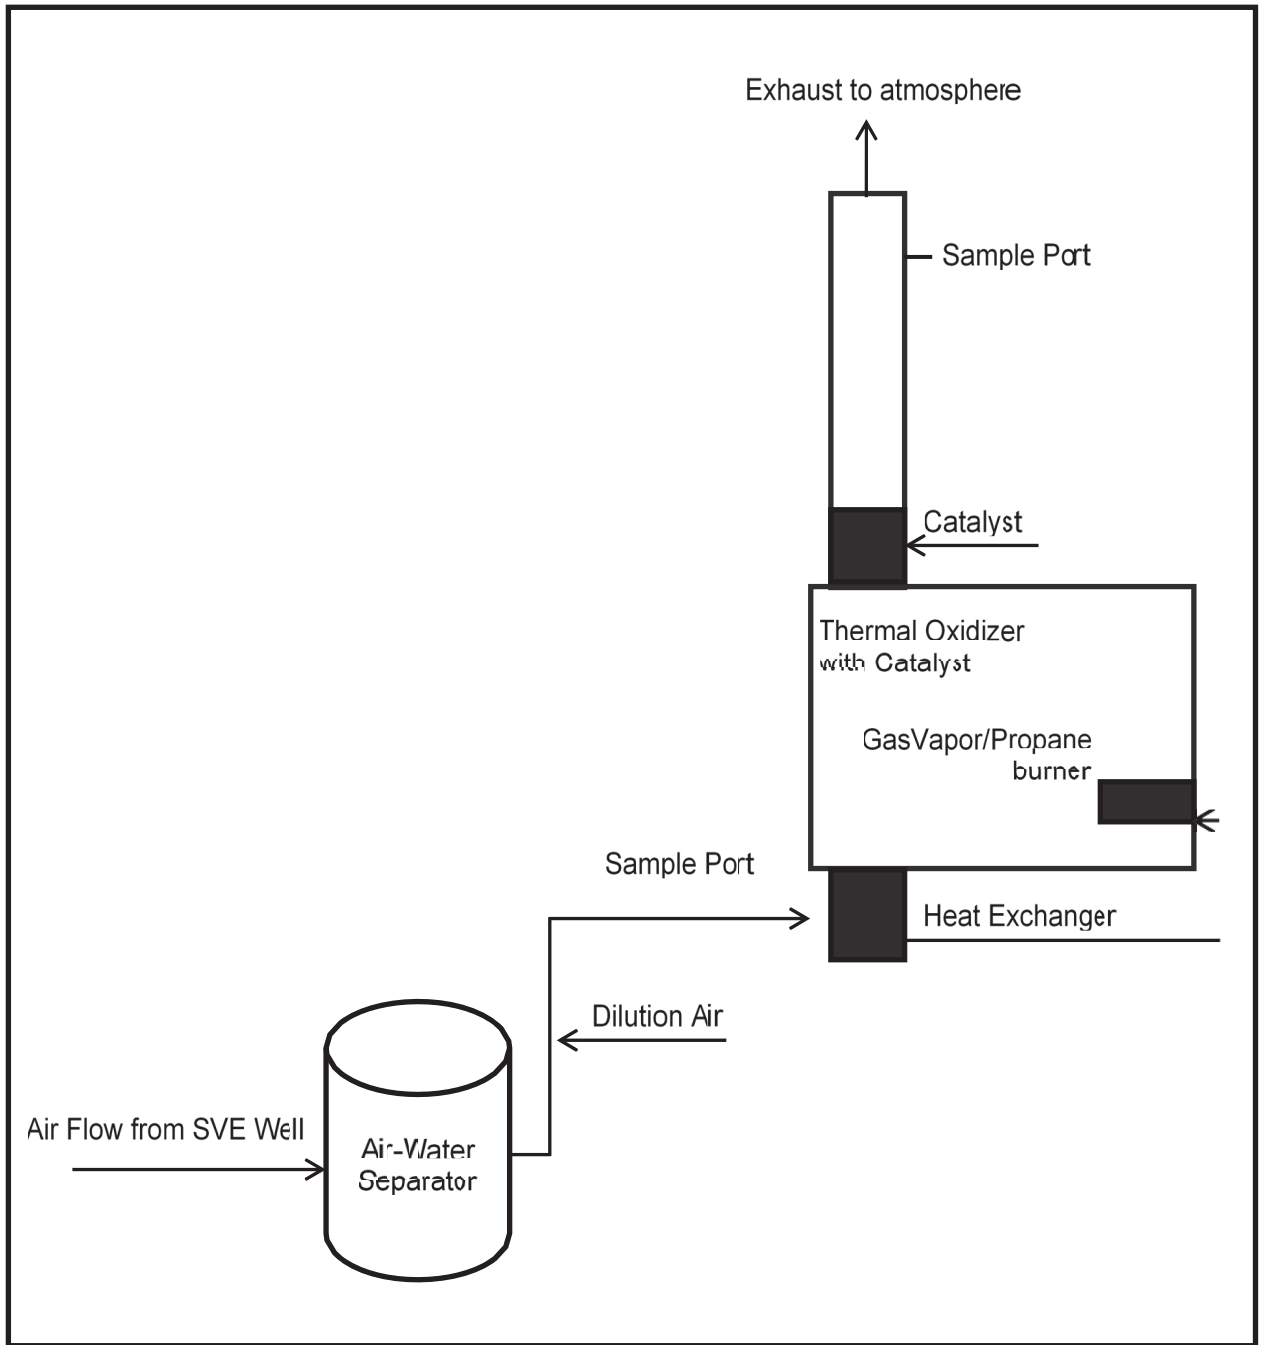 Exhaust to atmosphere
Sample Port
Catalyst
Thermal Oxidizer
with Catalyst
GasVapor/Propane
burner
Sample Port
Heat Exchanger
Dilution Air
Air Flow from SVE Well
Air-Water
Separator